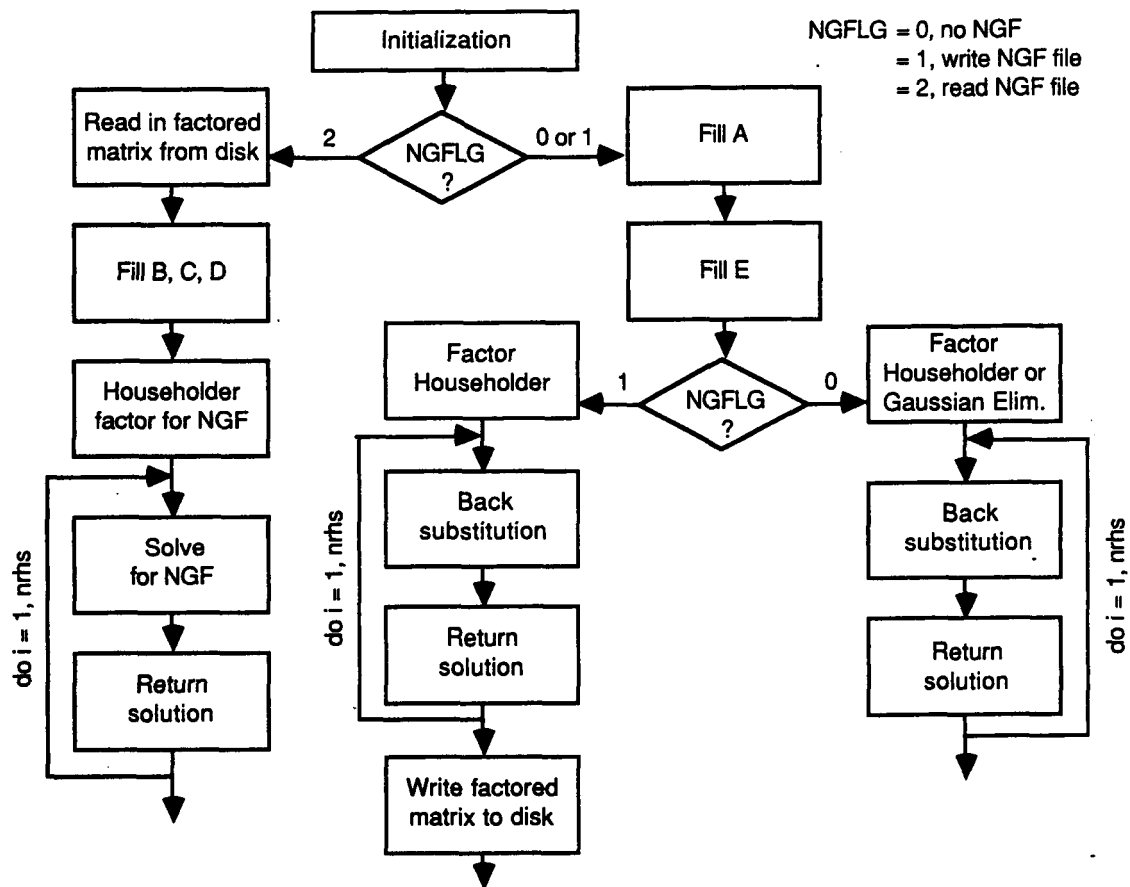 Initialization
NGFLG = 0, no NGF
= 1, write NGF file
= 2, read NGF file
Read in factored
matrix from disk
2
NGFLG
?
0 or 1
Fill A
Fill B, C, D
Fill E
Householder
factor for NGF
Factor
Householder
1
NGFLG
?
0
Factor
Householder or
Gaussian Elim.
do i = 1, nrhs
Solve
for NGF
Return
solution
do i = 1, nrhs
Back
substitution
Return
solution
Write factored
matrix to disk
Back
substitution
Return
solution
do i = 1, nrhs